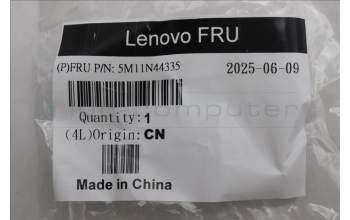 Lenovo FRU
(P)FRU P/N: 5M11N44335 2025-06-09
Quantity:1
(4L)Origin:CN
Made in China